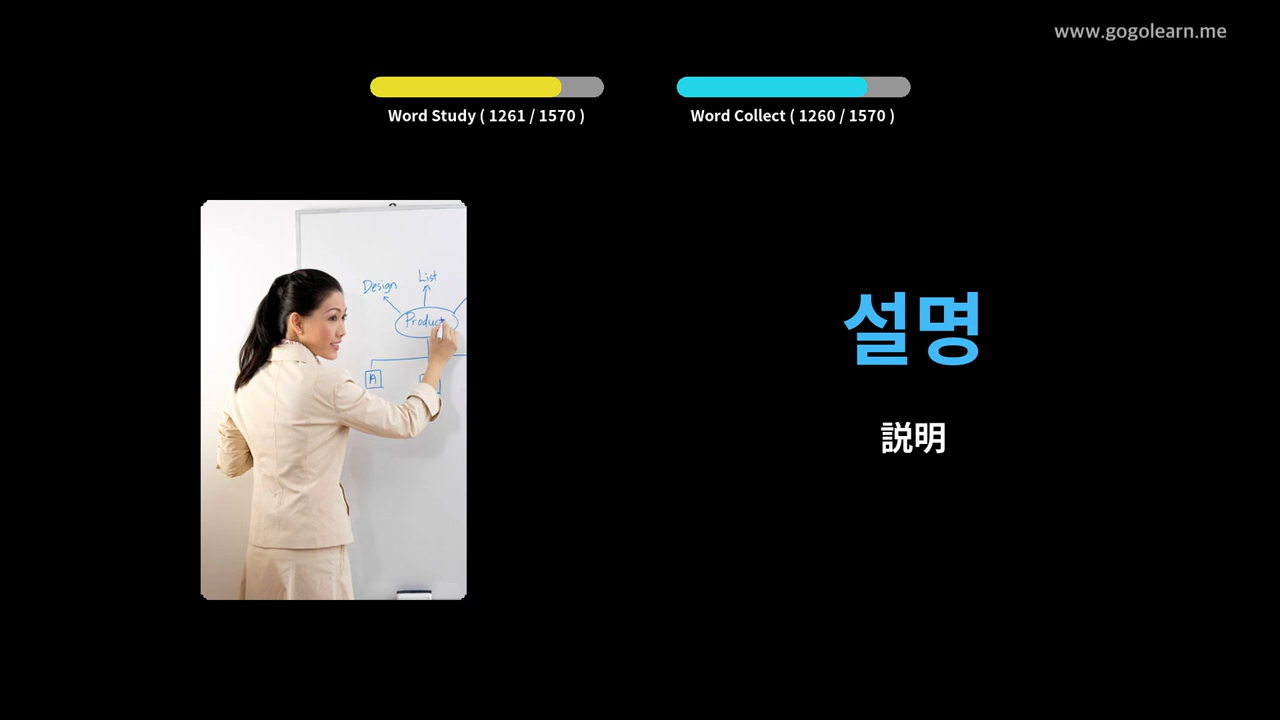 www.gogolearn.me
Word Study ( 1261 / 1570 )
Word Collect ( 1260 / 1570 )
List
Design
Product
A
설명
説明